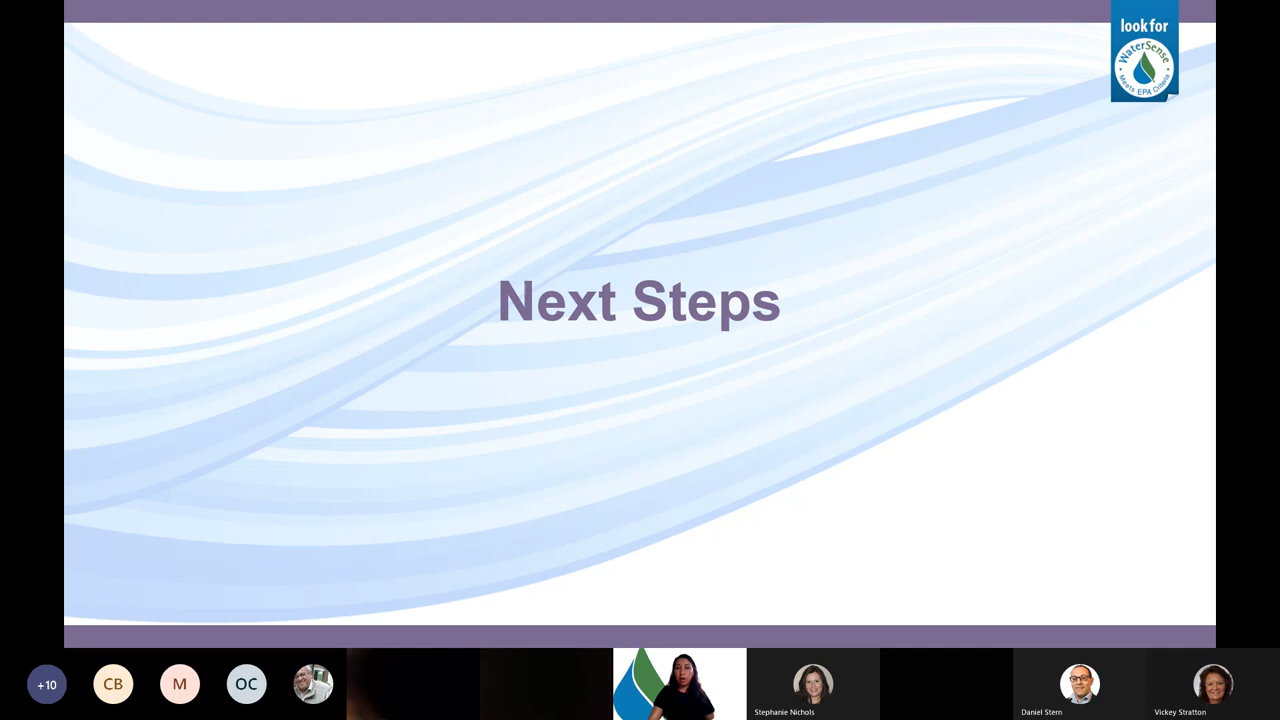 look for
WaterSense
Meets EPA Criteria
Next Steps
+10
CB
M
OC
Stephanie Nichols
Daniel Stern
Vickey Stratton